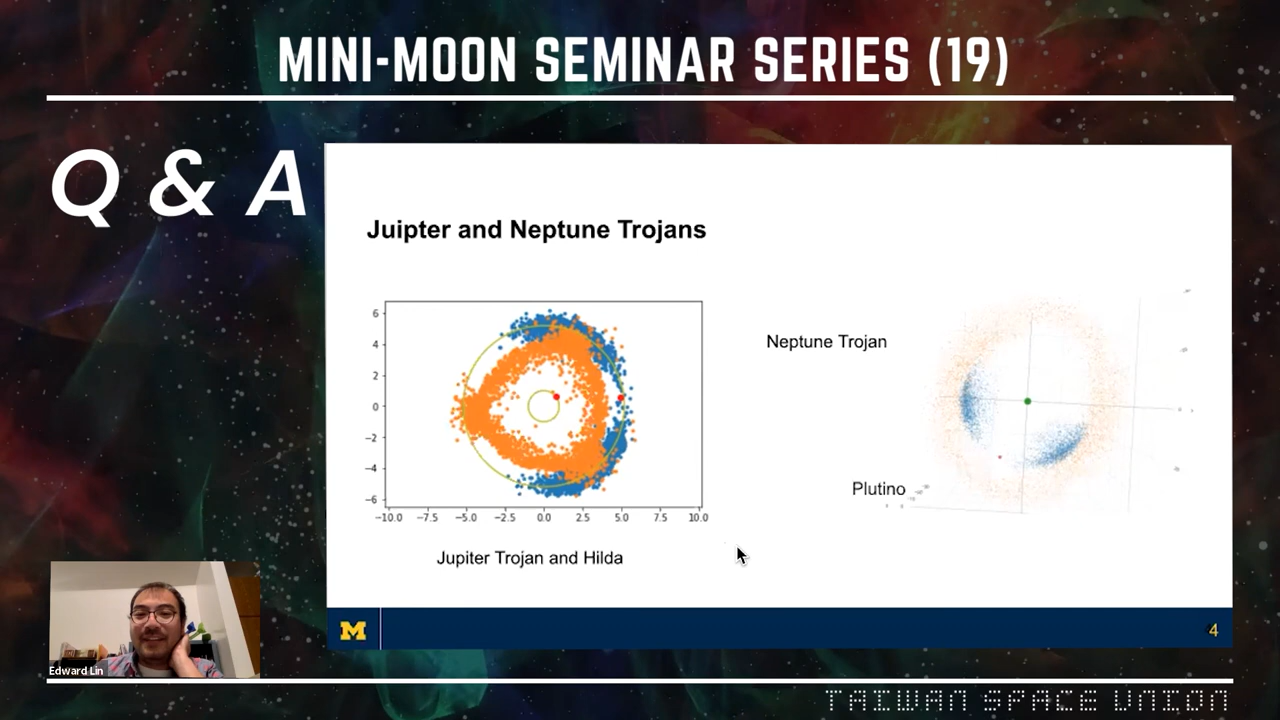 MINI-MOON SEMINAR SERIES (19)
Q & A
Juipter and Neptune Trojans
6
4
2
0
−2
−4
−6
−10.0 −7.5 −5.0 −2.5 0.0 2.5 5.0 7.5 10.0
Jupiter Trojan and Hilda
Neptune Trojan
Plutino
M
4
Edward Lin
TAIWAN SPACE UNION